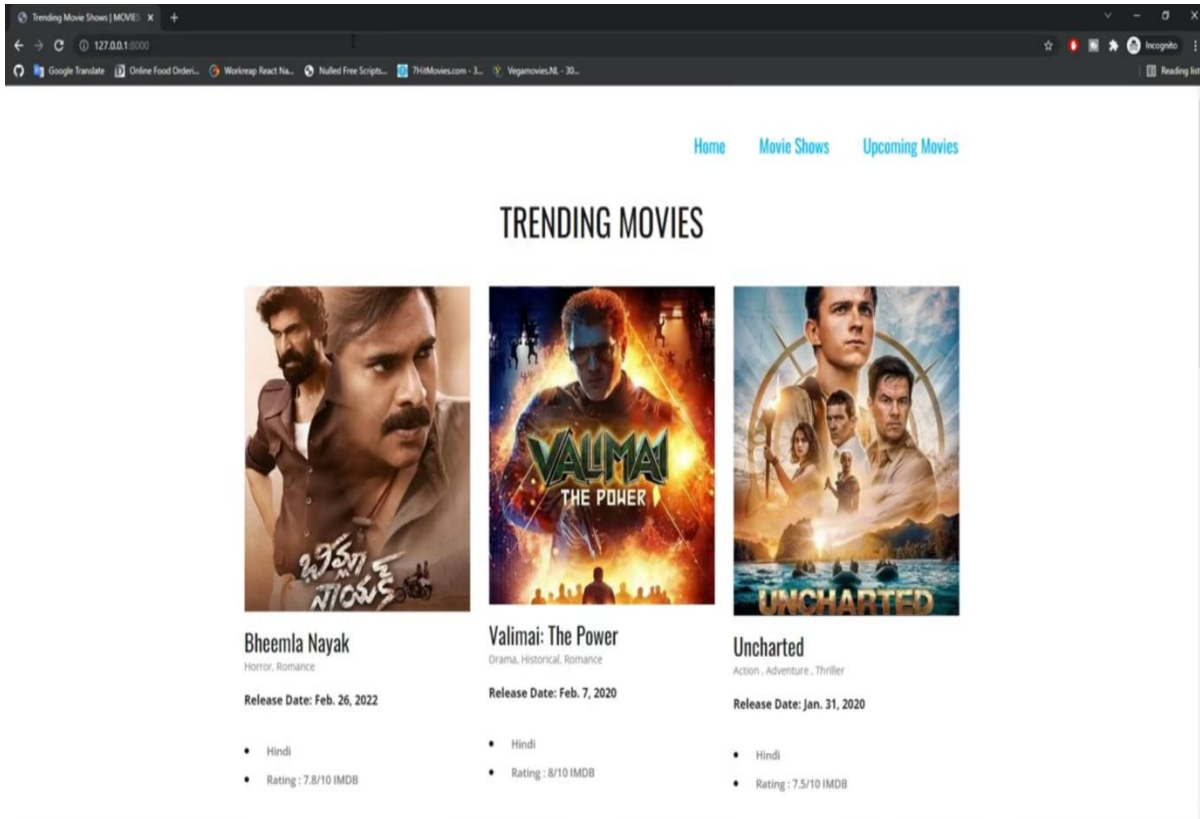 Trending Movie Shows | MOVIES
127.0.0.1:8000
Incognito
Google Translate
Online Food Orderi...
Workreap React Na...
Nulled Free Scripts...
7HitMovies.com - 3...
Vegamovies.NL - 30...
Reading list
Home Movie Shows Upcoming Movies
TRENDING MOVIES
భీమ్లా
నాయక్
Bheemla Nayak
Horror, Romance
Release Date: Feb. 26, 2022
Hindi
Rating : 7.8/10 IMDB
VALIMAI
THE POWER
Valimai: The Power
Drama, Historical, Romance
Release Date: Feb. 7, 2020
Hindi
Rating : 8/10 IMDB
UNCHARTED
Uncharted
Action , Adventure , Thriller
Release Date: Jan. 31, 2020
Hindi
Rating : 7.5/10 IMDB